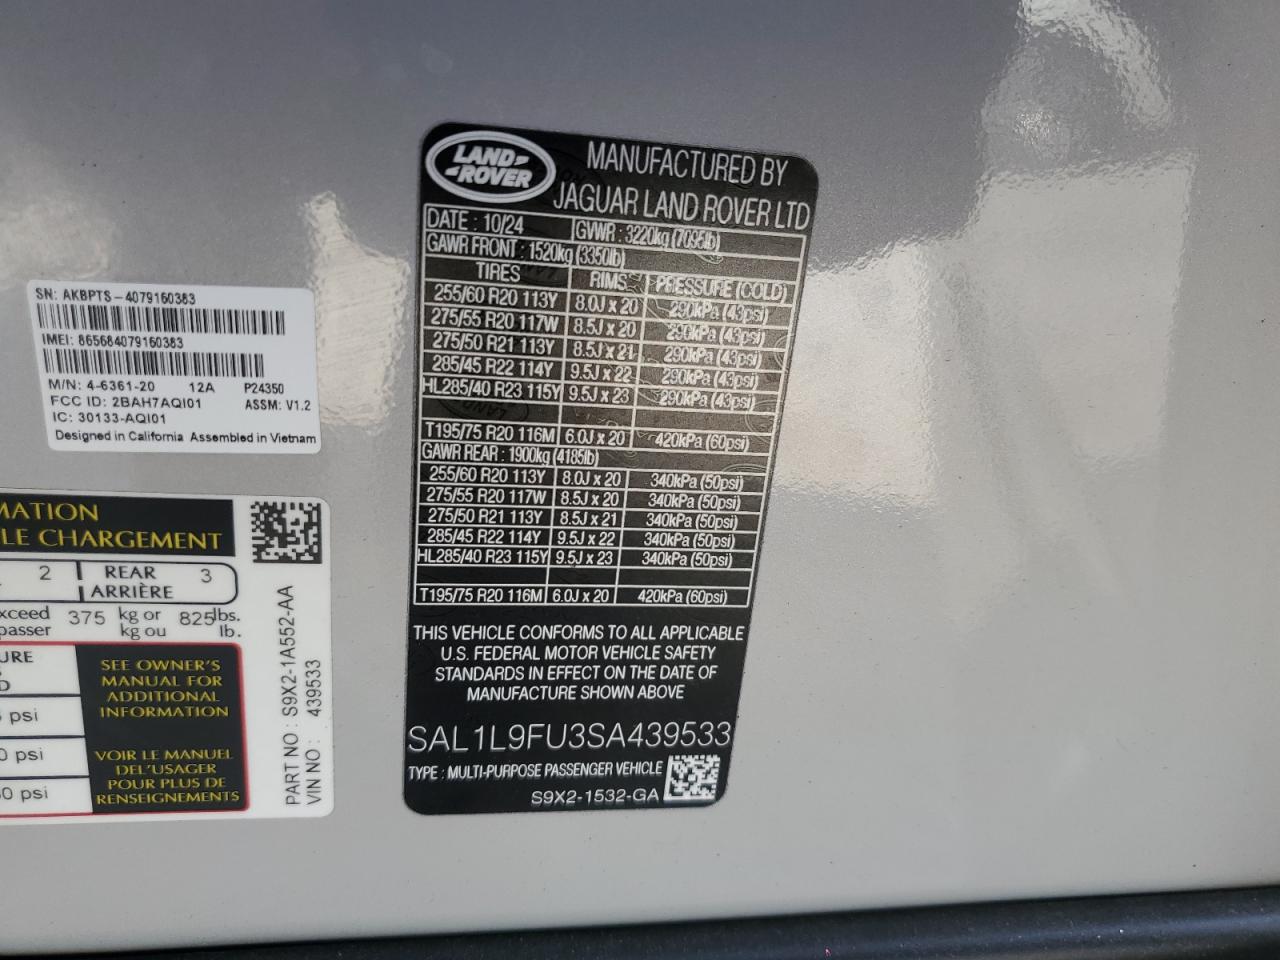 SN: AKBPTS-4079160383
IMEI: 865684079160383
M/N: 4-6361-20 12A P24350
FCC ID: 2BAH7AQI01 ASSM: V1.2
IC: 30133-AQI01
Designed in California Assembled in Vietnam
MATION
LE CHARGEMENT
2 REAR 3
ARRIÈRE
xceed 375 kg or 825 lbs.
passer kg ou lb.
URE
D
psi
0 psi
60 psi
SEE OWNER'S
MANUAL FOR
ADDITIONAL
INFORMATION
VOIR LE MANUEL
DEL'USAGER
POUR PLUS DE
RENSEIGNEMENTS
PART NO : S9X2-1A552-AA
VIN NO : 439533
LAND-
-ROVER
MANUFACTURED BY
JAGUAR LAND ROVER LTD
DATE : 10/24 GVWR : 3220kg (7095lb)
GAWR FRONT : 1520kg (3350lb)
TIRES RIMS PRESSURE (COLD)
255/60 R20 113Y 8.0J x 20 290kPa (43psi)
275/55 R20 117W 8.5J x 20 290kPa (43psi)
275/50 R21 113Y 8.5J x 21 290kPa (43psi)
285/45 R22 114Y 9.5J x 22 290kPa (43psi)
HL285/40 R23 115Y 9.5J x 23 290kPa (43psi)
T195/75 R20 116M 6.0J x 20 420kPa (60psi)
GAWR REAR : 1900kg (4185lb)
255/60 R20 113Y 8.0J x 20 340kPa (50psi)
275/55 R20 117W 8.5J x 20 340kPa (50psi)
275/50 R21 113Y 8.5J x 21 340kPa (50psi)
285/45 R22 114Y 9.5J x 22 340kPa (50psi)
HL285/40 R23 115Y 9.5J x 23 340kPa (50psi)
T195/75 R20 116M 6.0J x 20 420kPa (60psi)
THIS VEHICLE CONFORMS TO ALL APPLICABLE
U.S. FEDERAL MOTOR VEHICLE SAFETY
STANDARDS IN EFFECT ON THE DATE OF
MANUFACTURE SHOWN ABOVE
SAL1L9FU3SA439533
TYPE : MULTI-PURPOSE PASSENGER VEHICLE
S9X2-1532-GA